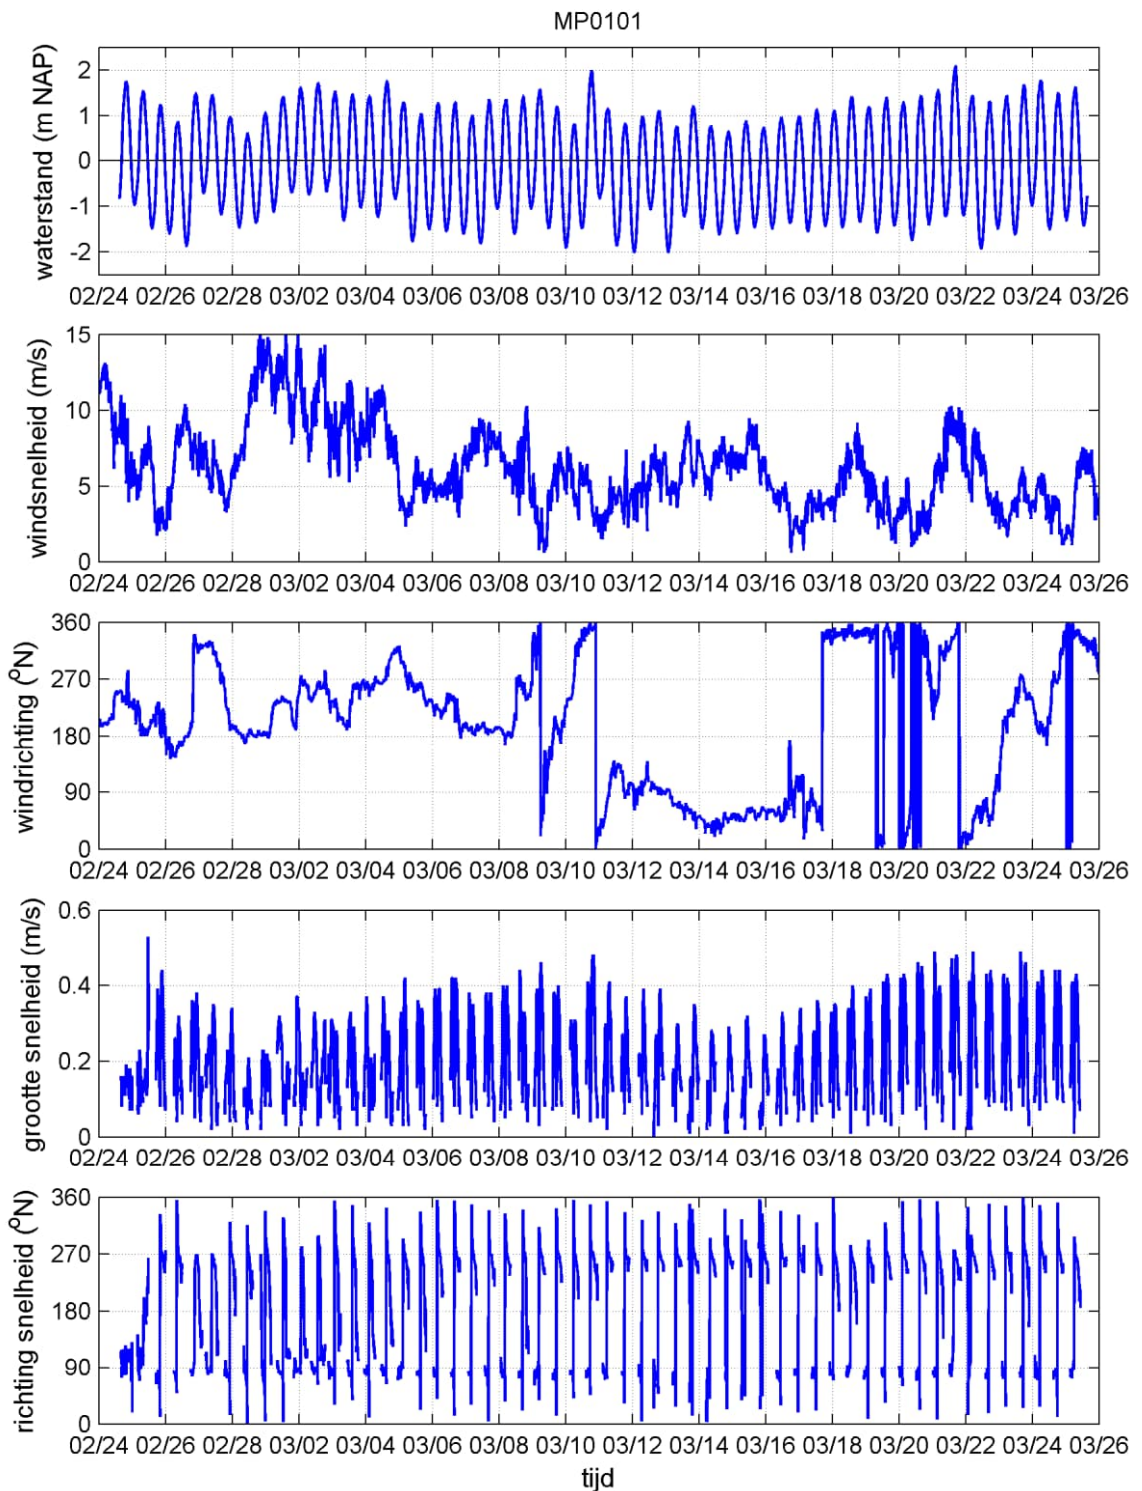 MP0101
waterstand (m NAP)
2
1
0
-1
-2
02/24 02/26 02/28 03/02 03/04 03/06 03/08 03/10 03/12 03/14 03/16 03/18 03/20 03/22 03/24 03/26
windsnelheid (m/s)
15
10
5
0
02/24 02/26 02/28 03/02 03/04 03/06 03/08 03/10 03/12 03/14 03/16 03/18 03/20 03/22 03/24 03/26
windrichting (°N)
360
270
180
90
0
02/24 02/26 02/28 03/02 03/04 03/06 03/08 03/10 03/12 03/14 03/16 03/18 03/20 03/22 03/24 03/26
grootte snelheid (m/s)
0.6
0.4
0.2
0
02/24 02/26 02/28 03/02 03/04 03/06 03/08 03/10 03/12 03/14 03/16 03/18 03/20 03/22 03/24 03/26
richting snelheid (°N)
360
270
180
90
0
02/24 02/26 02/28 03/02 03/04 03/06 03/08 03/10 03/12 03/14 03/16 03/18 03/20 03/22 03/24 03/26
tijd